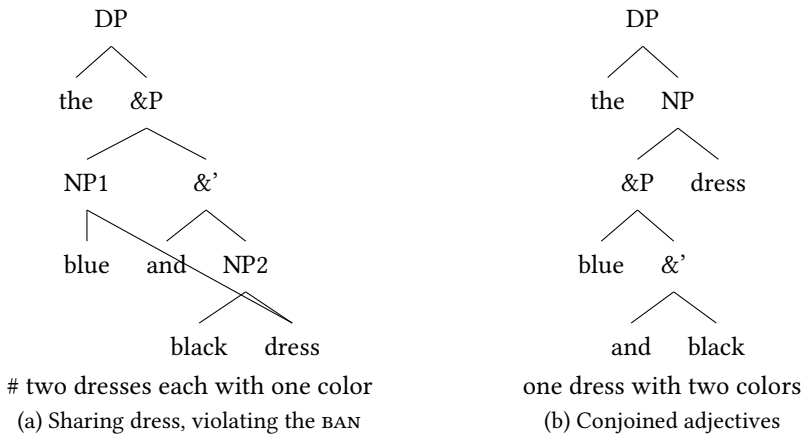 DP DP
the &P the NP
NP1 &’ &P dress
blue and NP2 blue &’
black dress and black
# two dresses each with one color one dress with two colors
(a) Sharing dress, violating the BAN (b) Conjoined adjectives